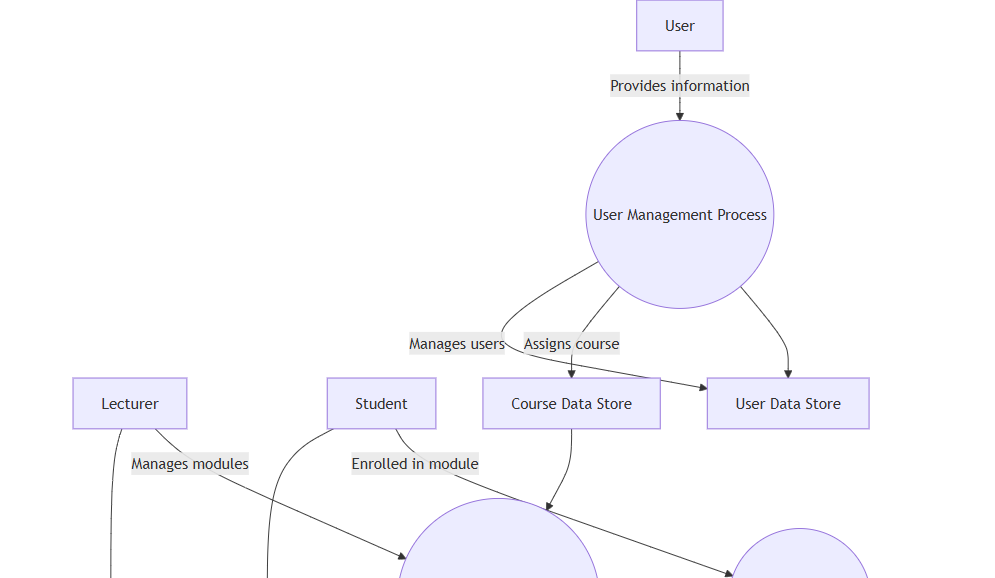 User
Provides information
User Management Process
Manages users
Assigns course
Lecturer
Student
Course Data Store
User Data Store
Manages modules
Enrolled in module